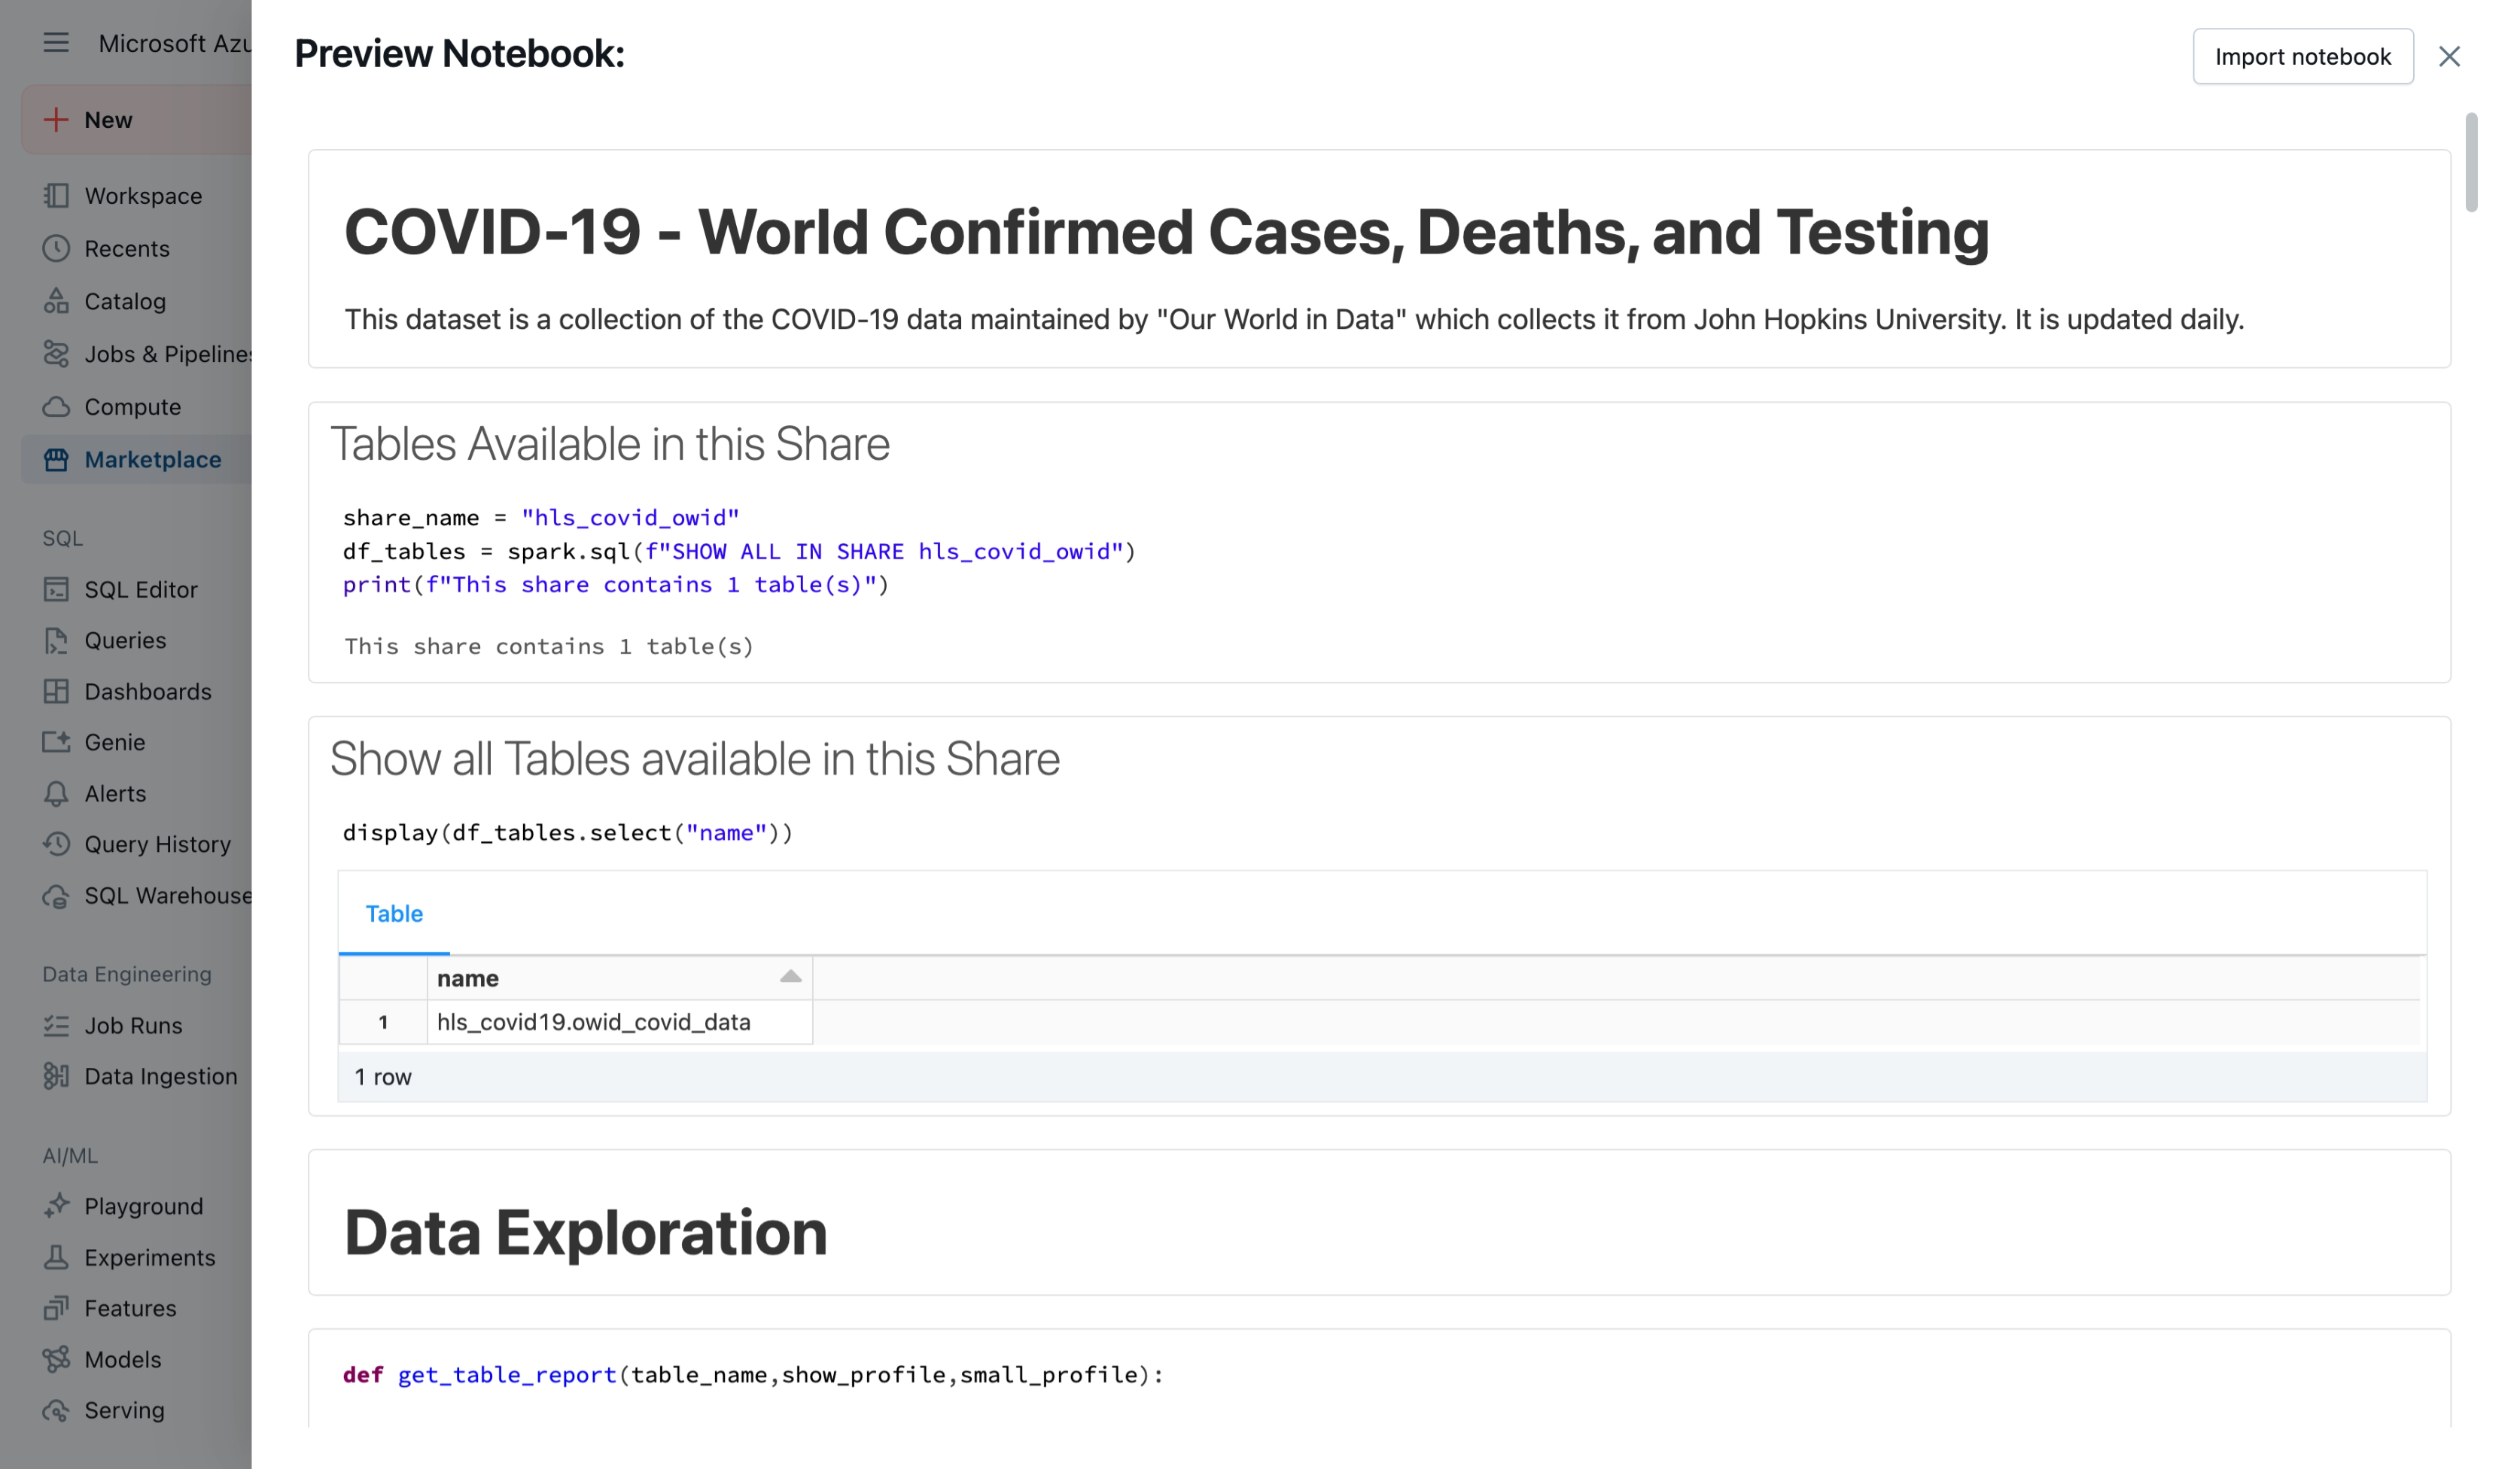 Microsoft Azu
New
Workspace
Recents
Catalog
Jobs & Pipelines
Compute
Marketplace
SQL
SQL Editor
Queries
Dashboards
Genie
Alerts
Query History
SQL Warehouse
Data Engineering
Job Runs
Data Ingestion
AI/ML
Playground
Experiments
Features
Models
Serving
Preview Notebook:
Import notebook
COVID-19 - World Confirmed Cases, Deaths, and Testing
This dataset is a collection of the COVID-19 data maintained by "Our World in Data" which collects it from John Hopkins University. It is updated daily.
Tables Available in this Share
share_name = "hls_covid_owid"
df_tables = spark.sql(f"SHOW ALL IN SHARE hls_covid_owid")
print(f"This share contains 1 table(s)")
This share contains 1 table(s)
Show all Tables available in this Share
display(df_tables.select("name"))
Table
name
1 hls_covid19.owid_covid_data
1 row
Data Exploration
def get_table_report(table_name,show_profile,small_profile):